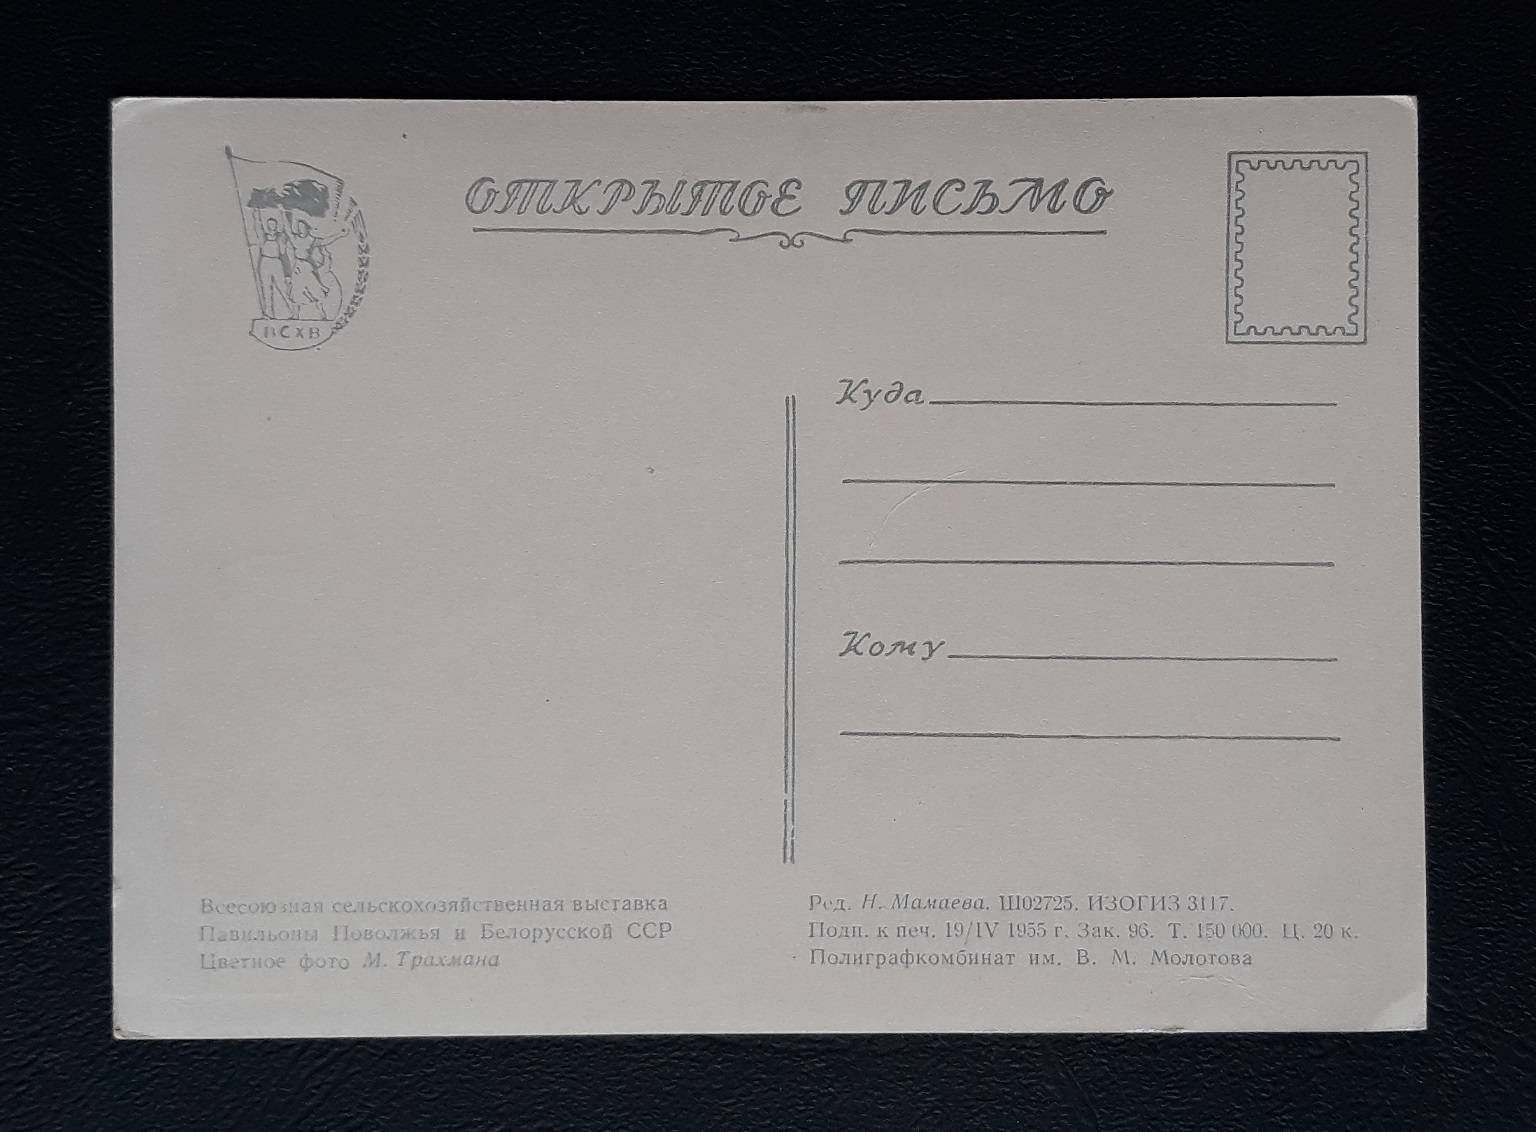 ОТКРЫТОЕ ПИСЬМО
ВСХВ
Куда
Кому
Всесоюзная сельскохозяйственная выставка
Павильоны Поволжья и Белорусской ССР
Цветное фото М. Трахмана
Ред. Н. Мамаева. Ш02725. ИЗОГИЗ 3117.
Подп. к печ. 19/IV 1955 г. Зак. 96. Т. 150 000. Ц. 20 к.
Полиграфкомбинат им. В. М. Молотова